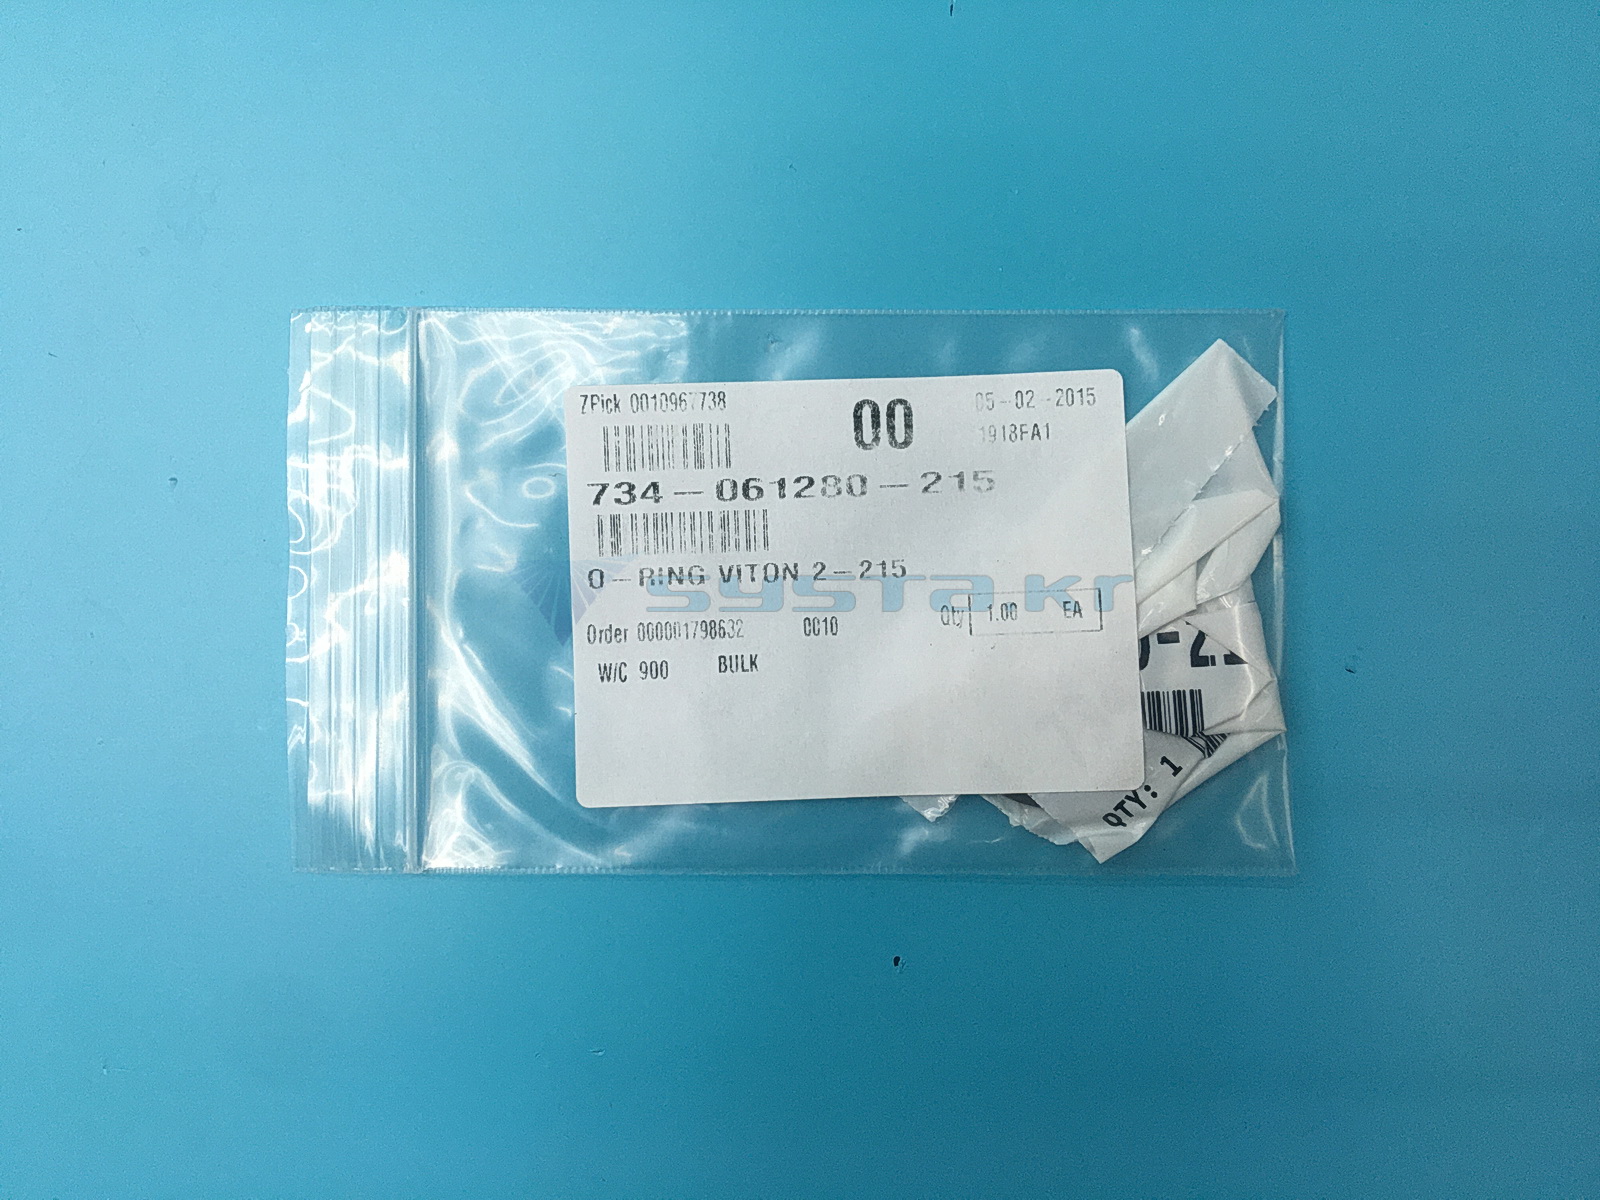 ZPick 0010967738
00
05-02-2015
1918FA1
734-061280-215
O-RING VITON 2-215
systa.kr
Qty 1.00 EA
Order 000001798632 0010
W/C 900 BULK
QTY: 1